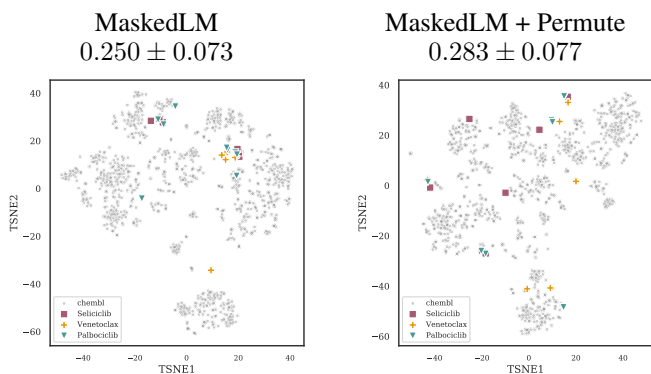 MaskedLM
0.250 ± 0.073
40
20
0
−20
−40
−60
TSNE2
chembl
Seliciclib
Venetoclax
Palbociclib
−40
−20
0
20
40
TSNE1
MaskedLM + Permute
0.283 ± 0.077
40
20
0
−20
−40
−60
TSNE2
chembl
Seliciclib
Venetoclax
Palbociclib
−40
−20
0
20
40
TSNE1